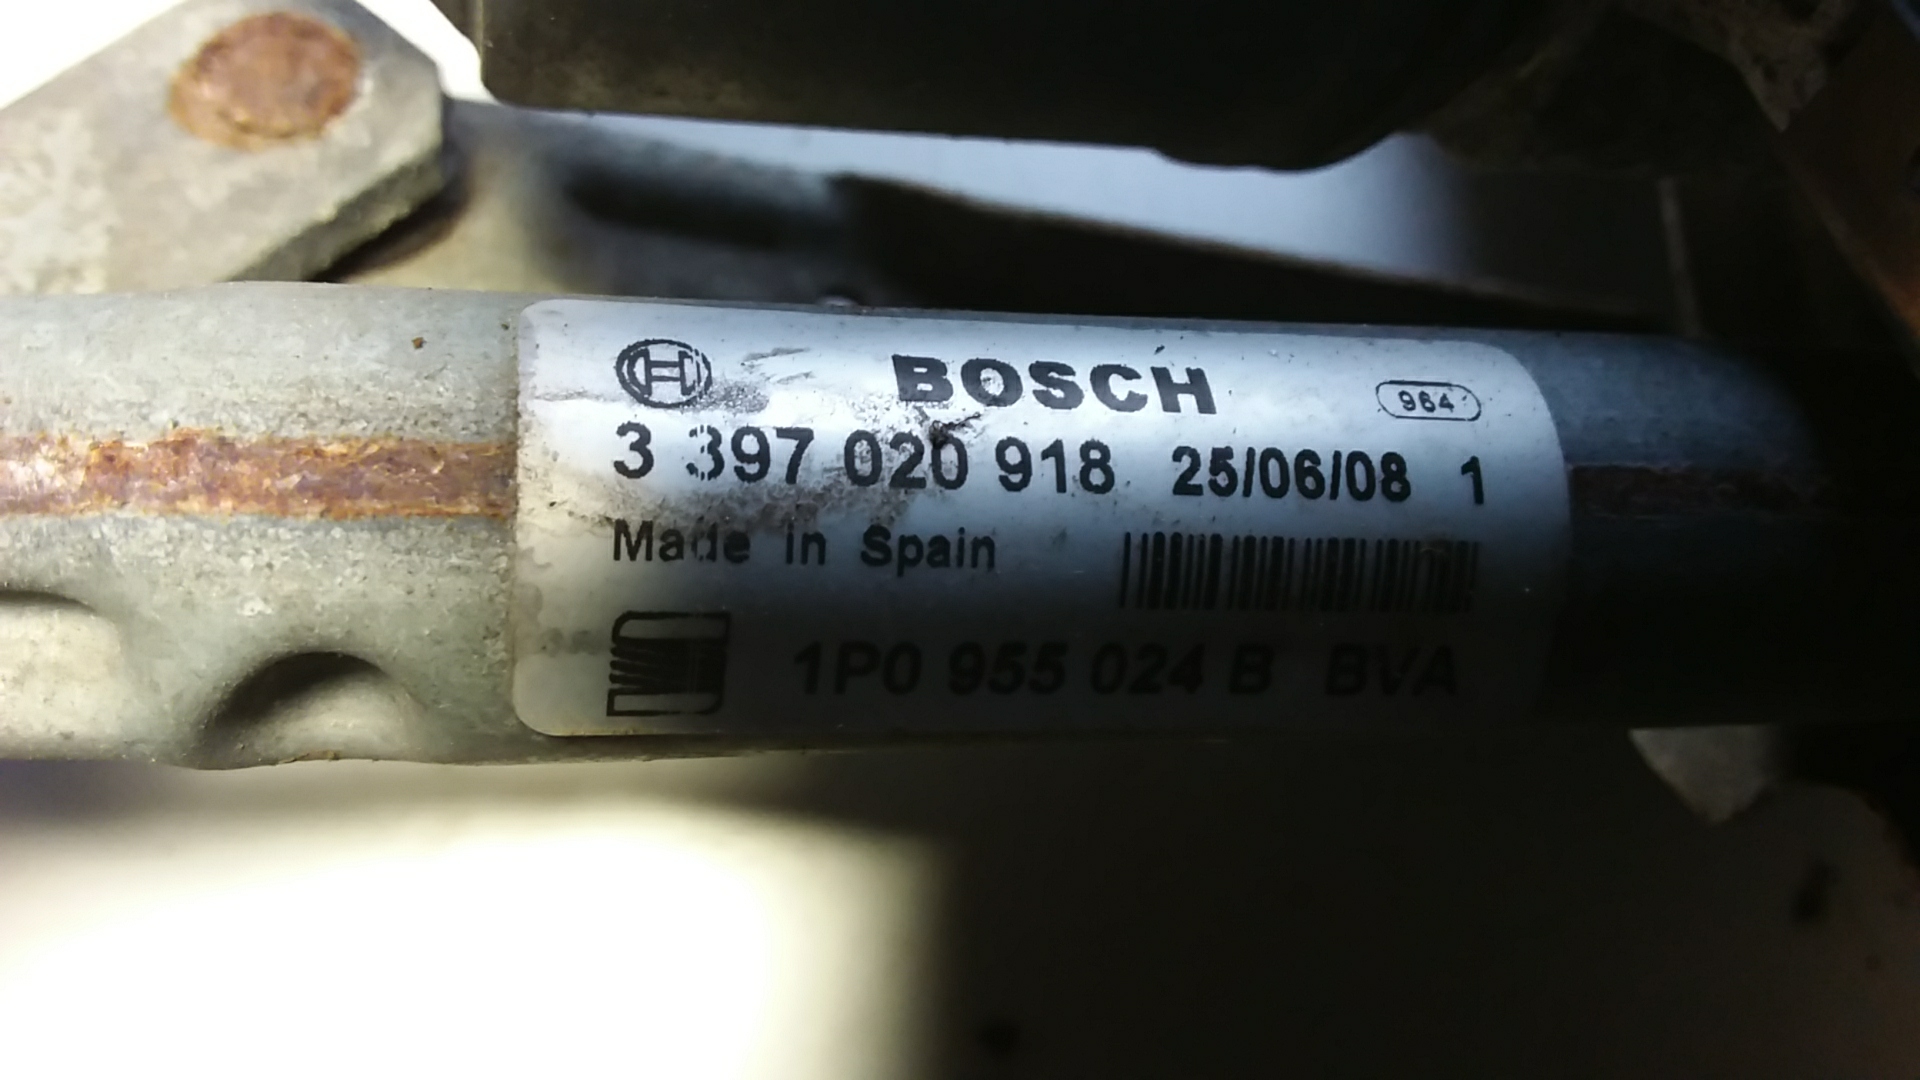 BOSCH 964
3 397 020 918 25/06/08 1
Made in Spain
1P0 955 024 B BVA